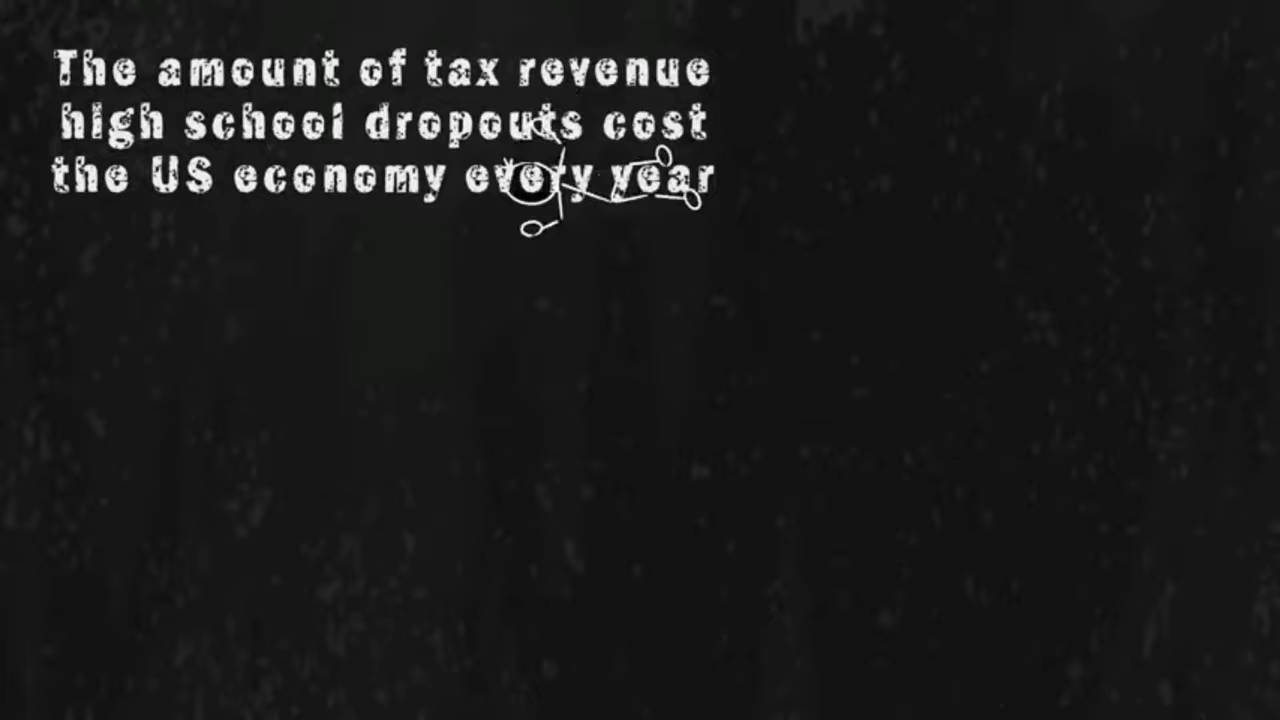 The amount of tax revenue
high school dropouts cost
the US economy every year